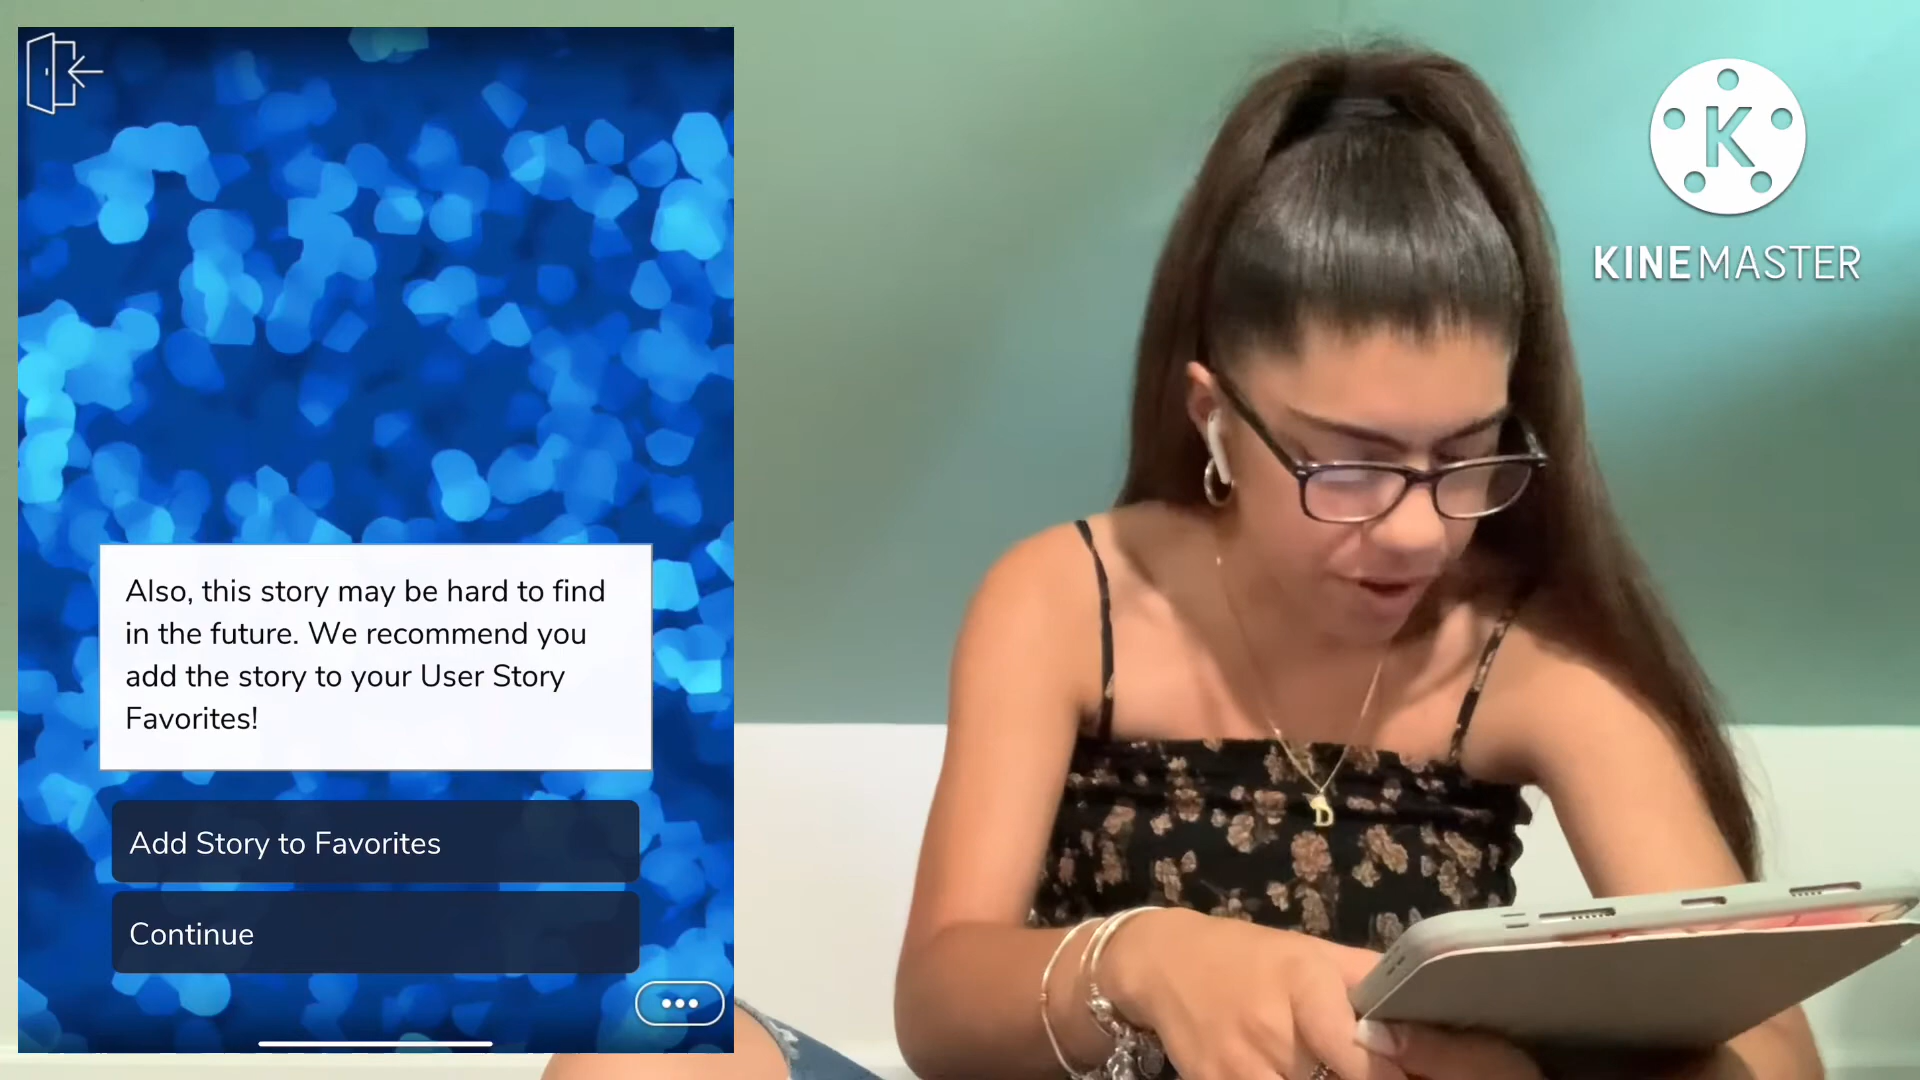 Also, this story may be hard to find
in the future. We recommend you
add the story to your User Story
Favorites!
Add Story to Favorites
Continue
K
KINEMASTER
D